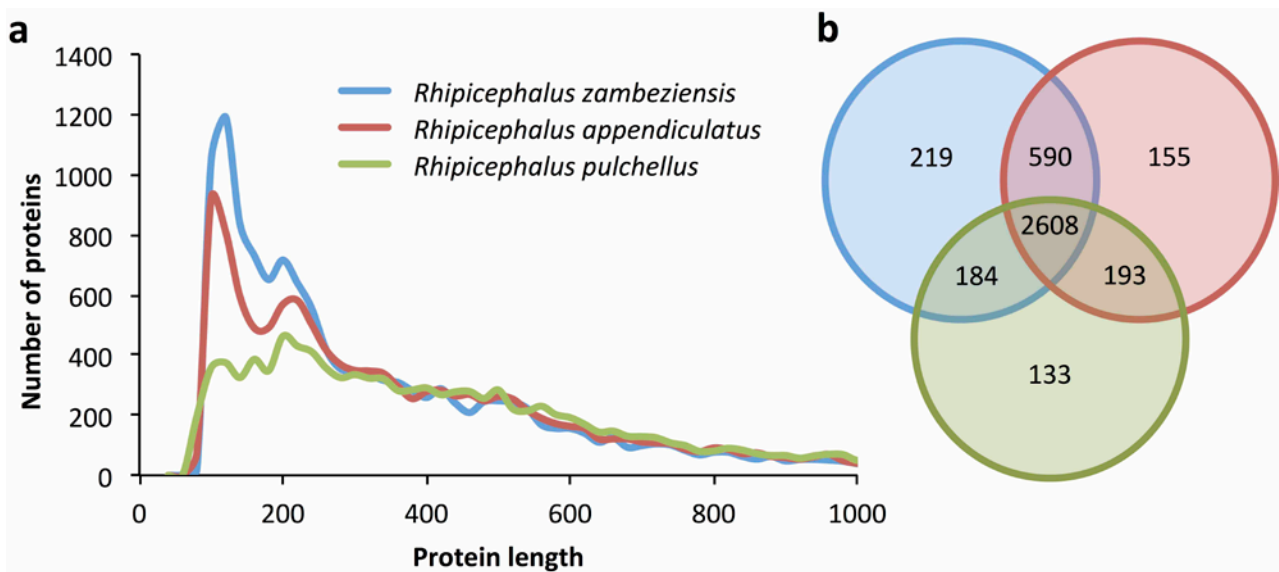 a
1400
1200
1000
800
600
400
200
0
Number of proteins
0 200 400 600 800 1000
Protein length
Rhipicephalus zambeziensis
Rhipicephalus appendiculatus
Rhipicephalus pulchellus
b
219 590 155
2608
184 193
133